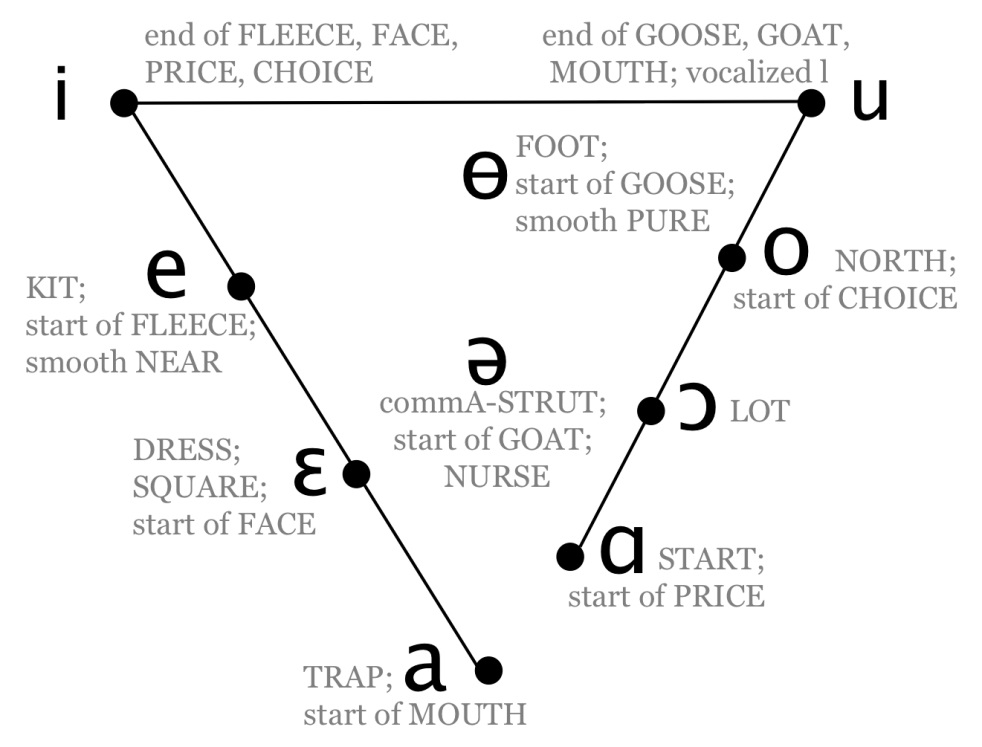 end of FLEECE, FACE,
PRICE, CHOICE
i
end of GOOSE, GOAT,
MOUTH; vocalized l
u
ɵ
FOOT;
start of GOOSE;
smooth PURE
e
KIT;
start of FLEECE;
smooth NEAR
o
NORTH;
start of CHOICE
ə
commA-STRUT;
start of GOAT;
NURSE
ɔ LOT
ɛ
DRESS;
SQUARE;
start of FACE
ɑ START;
start of PRICE
TRAP; a
start of MOUTH